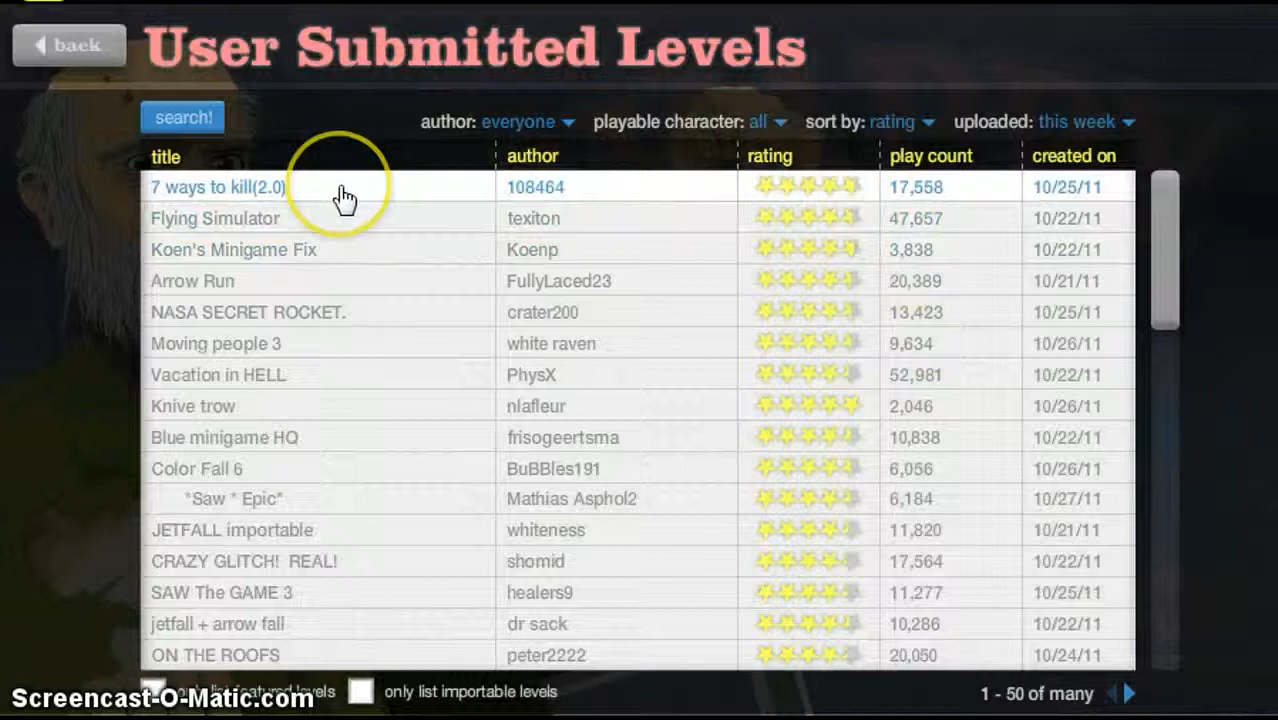 back User Submitted Levels
search! author: everyone playable character: all sort by: rating uploaded: this week
title author rating play count created on
7 ways to kill(2.0) 108464 17,558 10/25/11
Flying Simulator texiton 47,657 10/22/11
Koen's Minigame Fix Koenp 3,838 10/22/11
Arrow Run FullyLaced23 20,389 10/21/11
NASA SECRET ROCKET. crater200 13,423 10/22/11
Moving people 3 white raven 9,634 10/26/11
Vacation in HELL PhysX 52,981 10/22/11
Knive trow nlafleur 2,046 10/26/11
Blue minigame HQ frisogeertsma 10,838 10/22/11
Color Fall 6 BuBBles191 6,056 10/26/11
*Saw * Epic* Mathias Asphol2 6,184 10/27/11
JETFALL importable whiteness 11,820 10/21/11
CRAZY GLITCH! REAL! shomid 17,564 10/22/11
SAW The GAME 3 healers9 11,277 10/25/11
jetfall + arrow fall dr sack 10,286 10/22/11
ON THE ROOFS peter2222 20,050 10/24/11
only list featured levels only list importable levels 1 - 50 of many
Screencast-O-Matic.com